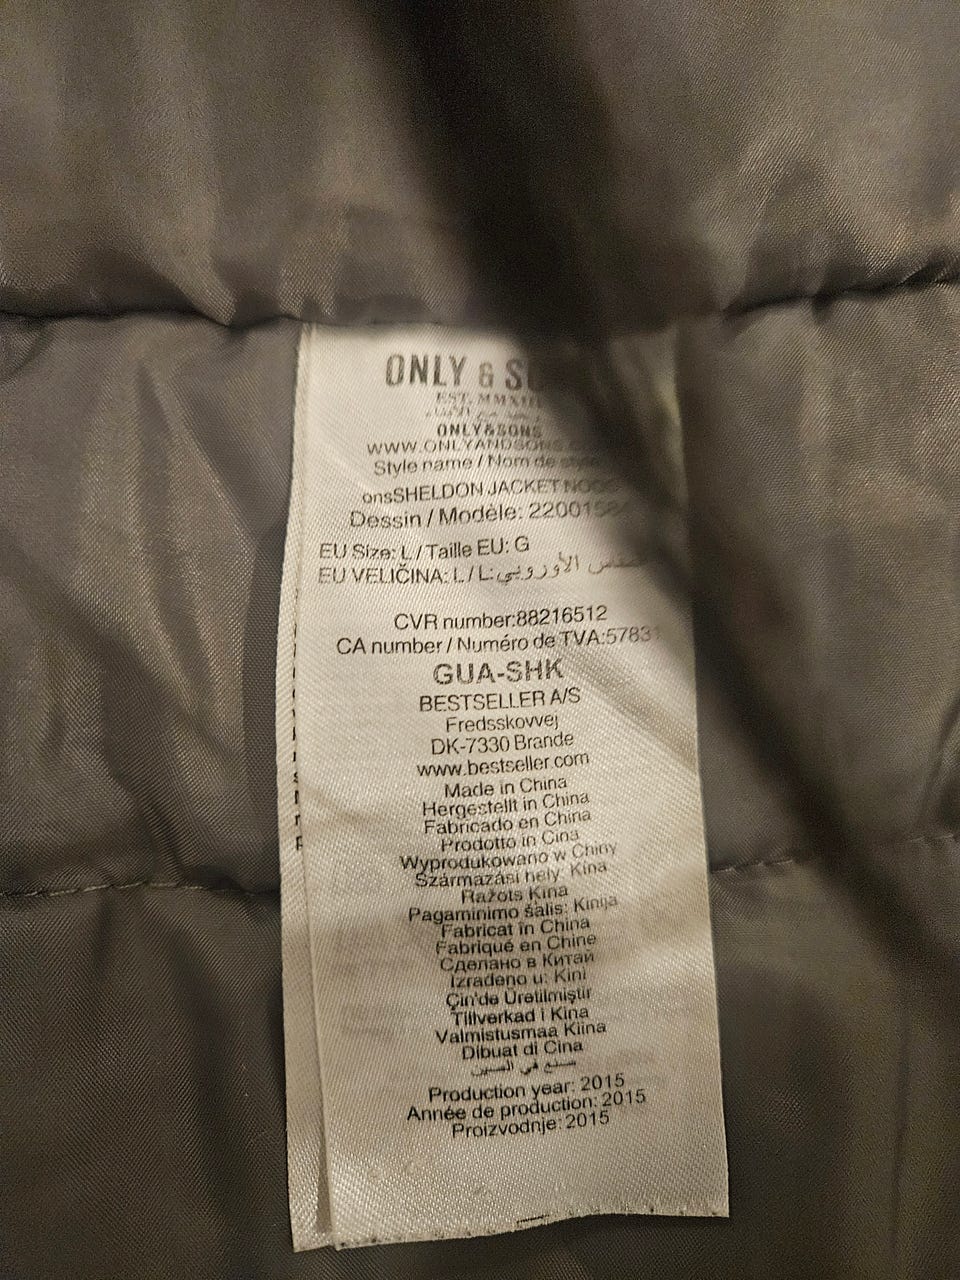 ONLY &
EST. MMXIII
ONLY&SONS
WWW.ONLYANDSONS.C
Style name / Nom de style
onsSHELDON JACKET NOOS
Dessin / Modèle: 2200158
EU Size: L / Taille EU: G
EU VELIČINA: L / L: الأوروبي
CVR number:88216512
CA number / Numéro de TVA:57831
GUA-SHK
BESTSELLER A/S
Fredsskovvej
DK-7330 Brande
www.bestseller.com
Made in China
Hergestellt in China
Fabricado en China
Prodotto in Cina
Wyprodukowano w Chiny
Származási hely: Kína
Ražots Ķīna
Pagaminimo šalis: Kinija
Fabricat în China
Fabriqué en Chine
Сделано в Китай
Izrađeno u: Kini
Çin'de Üretilmiştir
Tillverkad i Kina
Valmistusmaa Kiina
Dibuat di Cina
صنع في الصين
Production year: 2015
Année de production: 2015
Proizvodnje: 2015